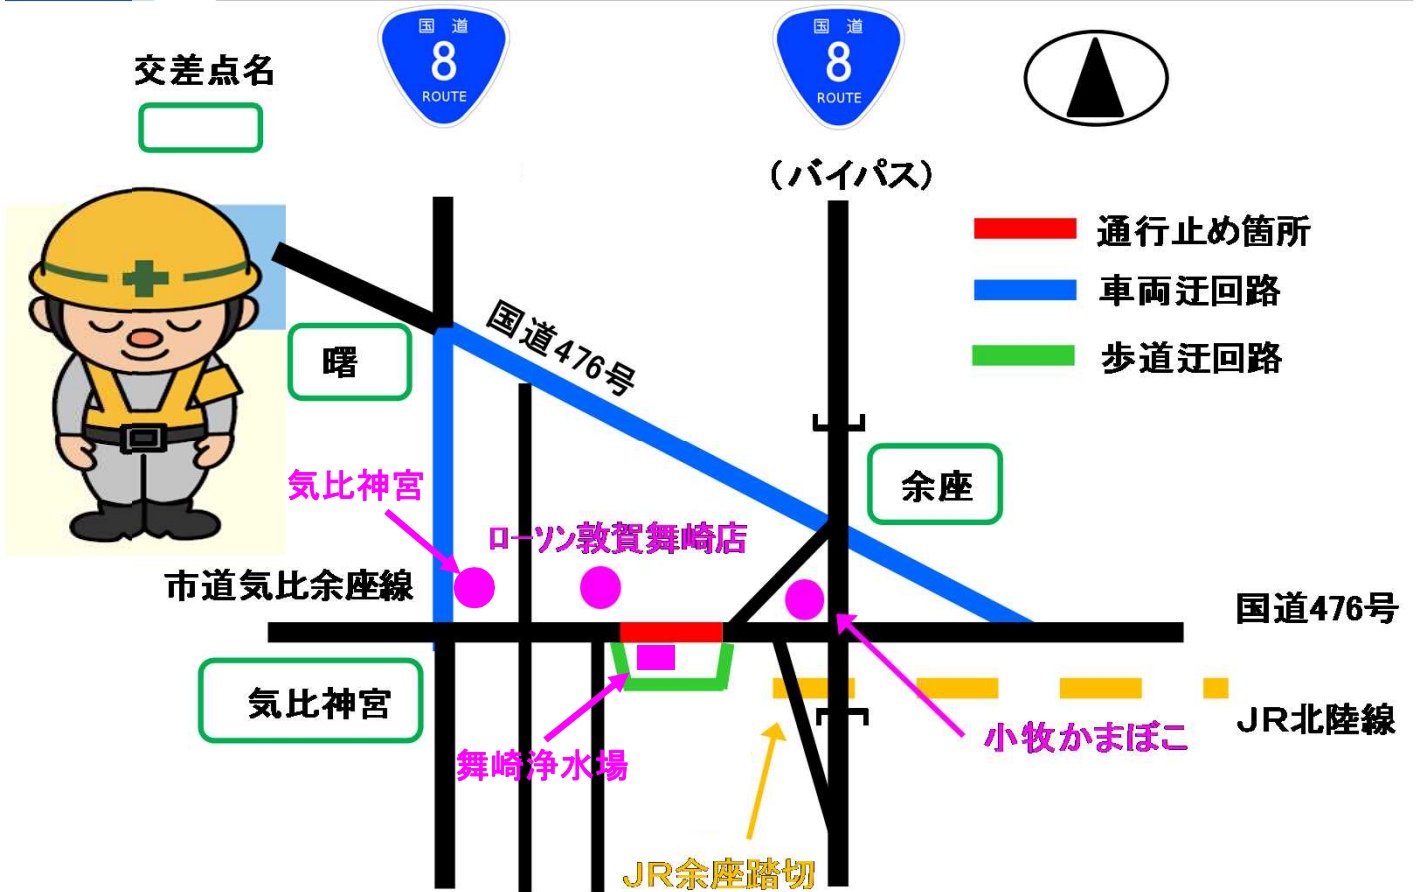 国 道
8
ROUTE
国 道
8
ROUTE
交差点名
(バイパス)
通行止め箇所
車両迂回路
歩道迂回路
国道476号
曙
余座
気比神宮
ローソン敦賀舞崎店
市道気比余座線
国道476号
気比神宮
JR北陸線
小牧かまぼこ
舞崎浄水場
JR余座踏切